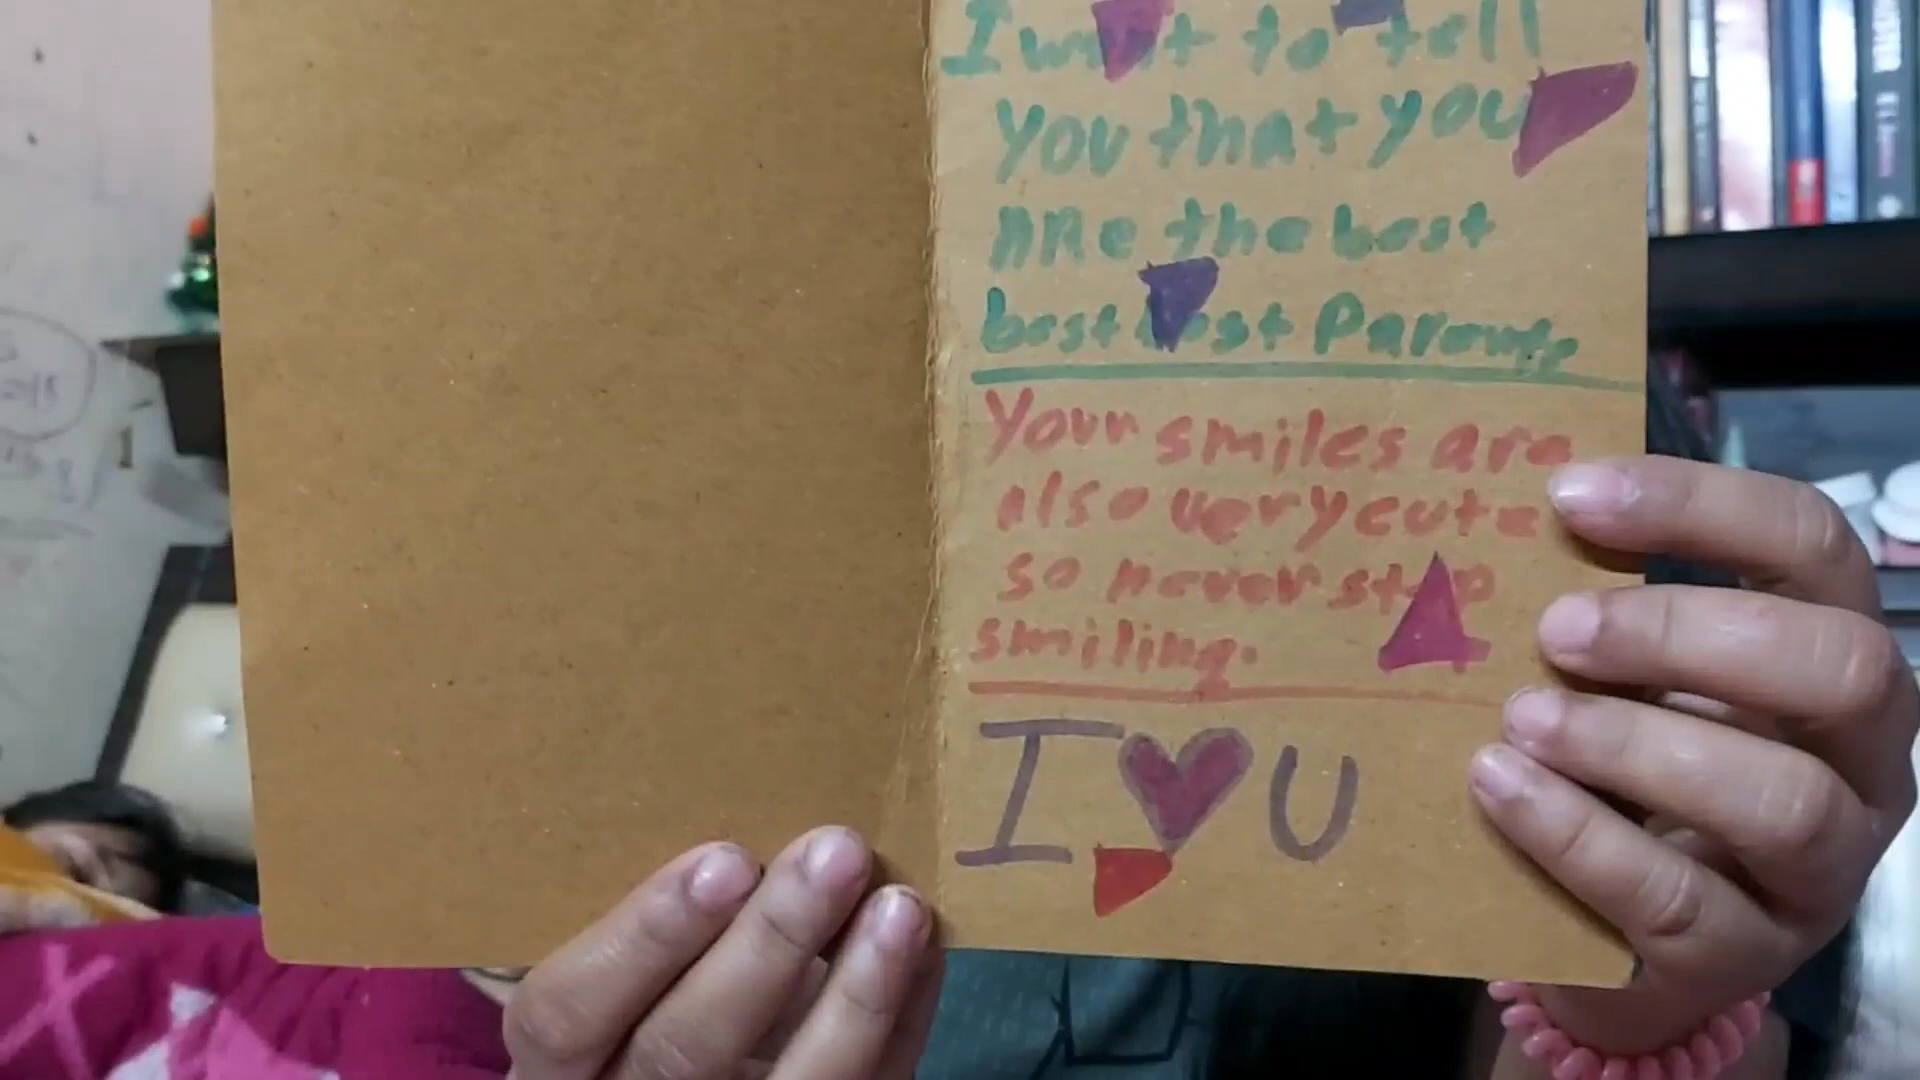 I want to tell
you that you
are the best
best best Parents
Your smiles are
also very cute
so never stop
smiling.
I ♥ U